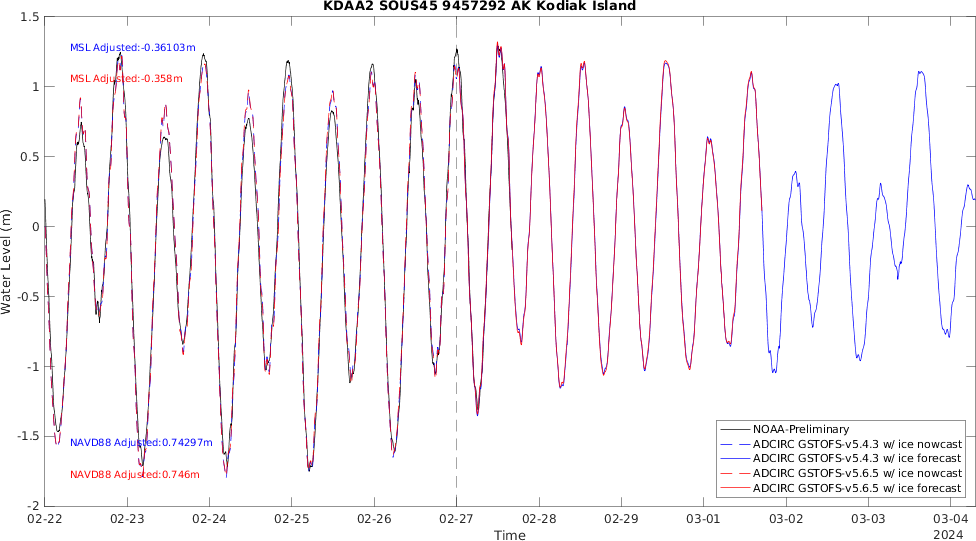 KDAA2 SOUS45 9457292 AK Kodiak Island
1.5
1
0.5
0
-0.5
-1
-1.5
-2
Water Level (m)
MSL Adjusted:-0.36103m
MSL Adjusted:-0.358m
NAVD88 Adjusted:0.74297m
NAVD88 Adjusted:0.746m
NOAA-Preliminary
ADCIRC GSTOFS-v5.4.3 w/ ice nowcast
ADCIRC GSTOFS-v5.4.3 w/ ice forecast
ADCIRC GSTOFS-v5.6.5 w/ ice nowcast
ADCIRC GSTOFS-v5.6.5 w/ ice forecast
02-22 02-23 02-24 02-25 02-26 02-27 02-28 02-29 03-01 03-02 03-03 03-04
Time
2024